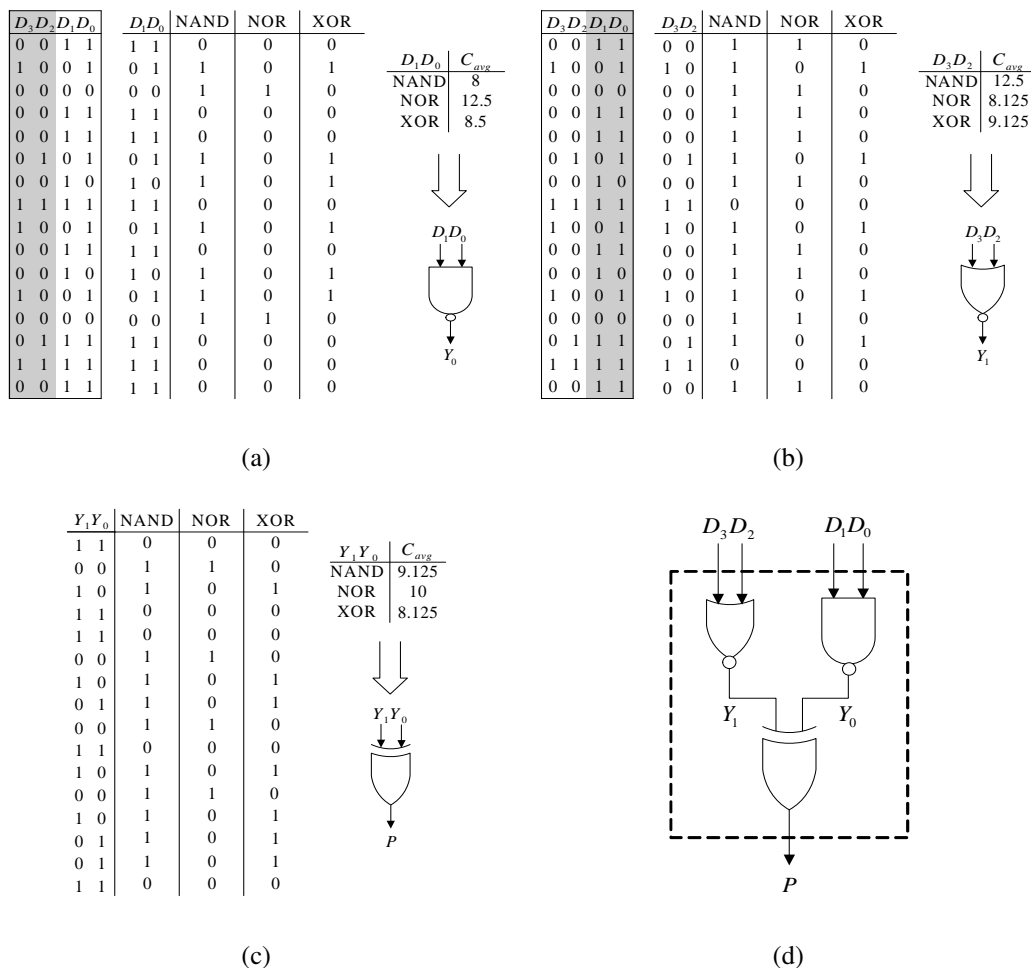 D3D2D1D0 D1D0 NAND NOR XOR
0 0 1 1 1 1 0 0 0
1 0 0 1 0 1 1 0 1
0 0 0 0 0 0 1 1 0
0 0 1 1 1 1 0 0 0
0 0 1 1 1 1 0 0 0
0 1 0 1 0 1 1 0 1
0 0 1 0 1 0 1 0 1
1 1 1 1 1 1 0 0 0
1 0 0 1 0 1 1 0 1
0 0 1 1 1 1 0 0 0
0 0 1 0 1 0 1 0 1
1 0 0 1 0 1 1 0 1
0 0 0 0 0 0 1 1 0
0 1 1 1 1 1 0 0 0
1 1 1 1 1 1 0 0 0
0 0 1 1 1 1 0 0 0
D1D0 Cavg
NAND 8
NOR 12.5
XOR 8.5
D1D0
Y0
(a)
D3D2D1D0 D3D2 NAND NOR XOR
0 0 1 1 0 0 1 1 0
1 0 0 1 1 0 1 0 1
0 0 0 0 0 0 1 1 0
0 0 1 1 0 0 1 1 0
0 0 1 1 0 0 1 1 0
0 1 0 1 0 1 1 0 1
0 0 1 0 0 0 1 1 0
1 1 1 1 1 1 0 0 0
1 0 0 1 1 0 1 0 1
0 0 1 1 0 0 1 1 0
0 0 1 0 0 0 1 1 0
1 0 0 1 1 0 1 0 1
0 0 0 0 0 0 1 1 0
0 1 1 1 0 1 1 0 1
1 1 1 1 1 1 0 0 0
0 0 1 1 0 0 1 1 0
D3D2 Cavg
NAND 12.5
NOR 8.125
XOR 9.125
D3D2
Y1
(b)
Y1Y0 NAND NOR XOR
1 1 0 0 0
0 0 1 1 0
1 0 1 0 1
1 1 0 0 0
1 1 0 0 0
0 0 1 1 0
1 0 1 0 1
0 1 1 0 1
0 0 1 1 0
1 1 0 0 0
1 0 1 0 1
0 0 1 1 0
1 0 1 0 1
0 1 1 0 1
0 1 1 0 1
1 1 0 0 0
Y1Y0 Cavg
NAND 9.125
NOR 10
XOR 8.125
Y1Y0
P
(c)
D3D2 D1D0
Y1 Y0
P
(d)